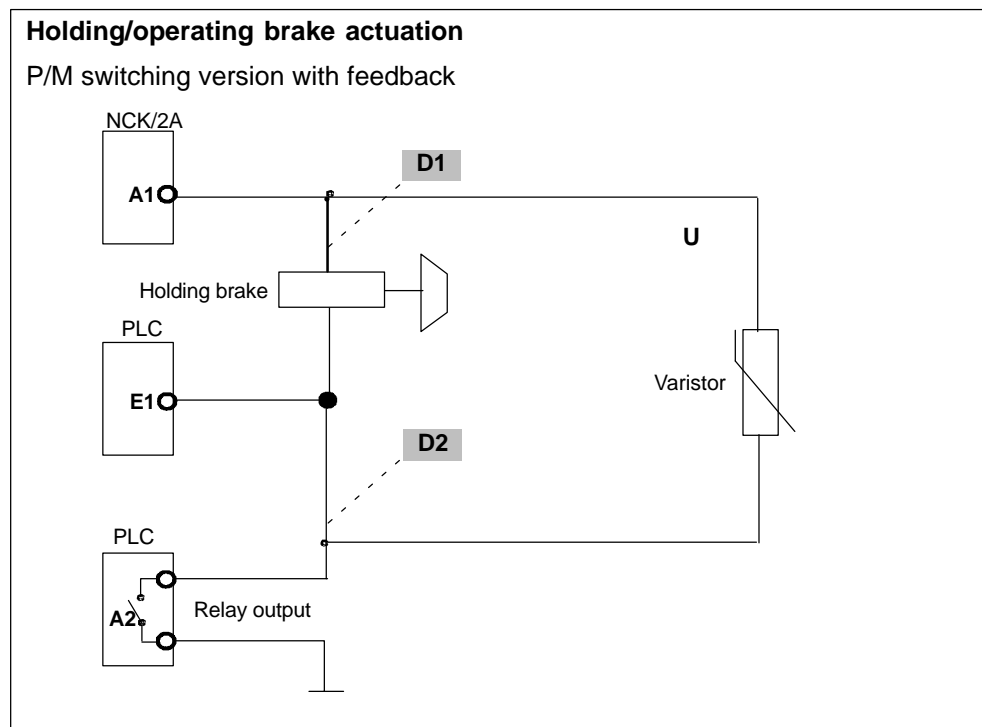 Holding/operating brake actuation
P/M switching version with feedback
NCK/2A
D1
A1
U
Holding brake
PLC
Varistor
E1
D2
PLC
A2
Relay output